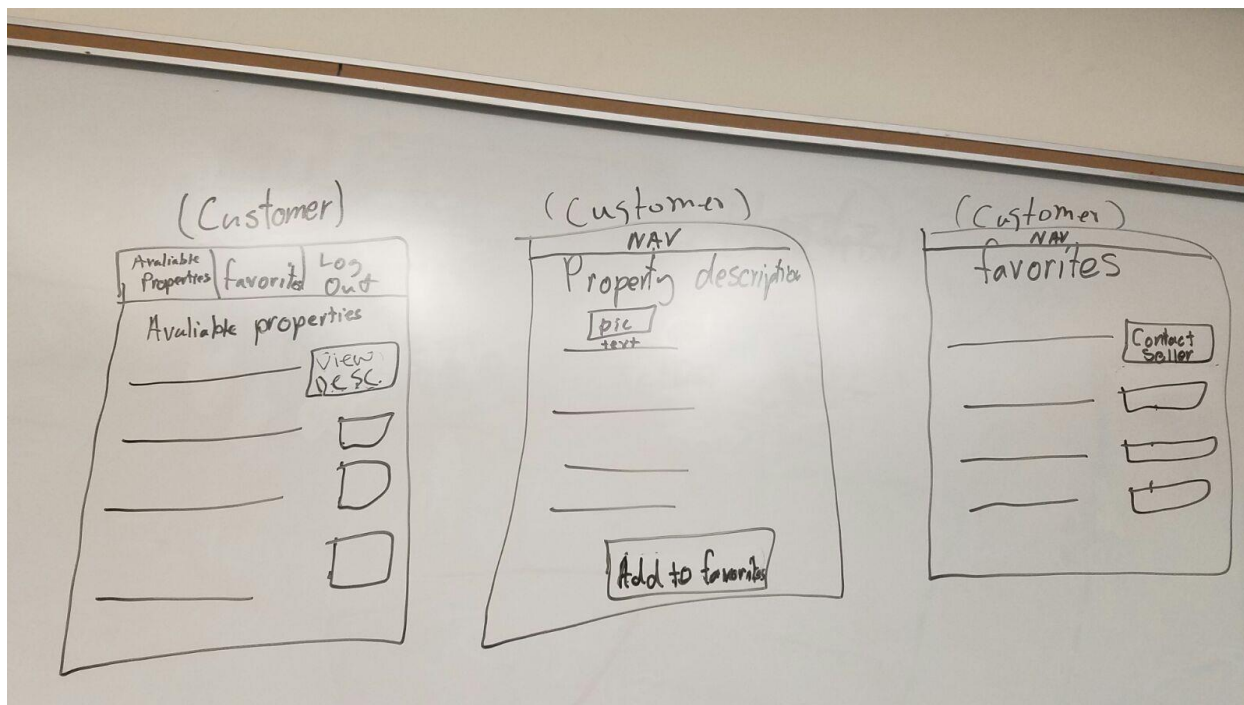 (Customer)
Avaliable
Properties
favorites
Log
Out
Avaliable properties
View
Desc.
(Customer)
NAV
Property description
pic
text
Add to favorites
(Customer)
NAV
favorites
Contact
Seller